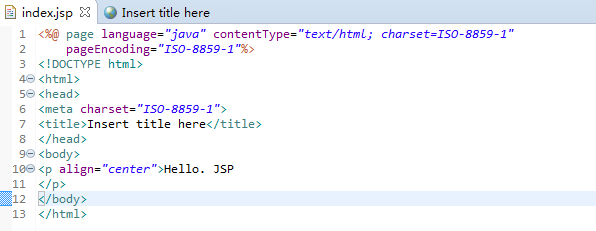 index.jsp Insert title here
1 <%@ page language="java" contentType="text/html; charset=ISO-8859-1"
2 pageEncoding="ISO-8859-1"%>
3 <!DOCTYPE html>
4 <html>
5 <head>
6 <meta charset="ISO-8859-1">
7 <title>Insert title here</title>
8 </head>
9 <body>
10 <p align="center">Hello. JSP
11 </p>
12 </body>
13 </html>